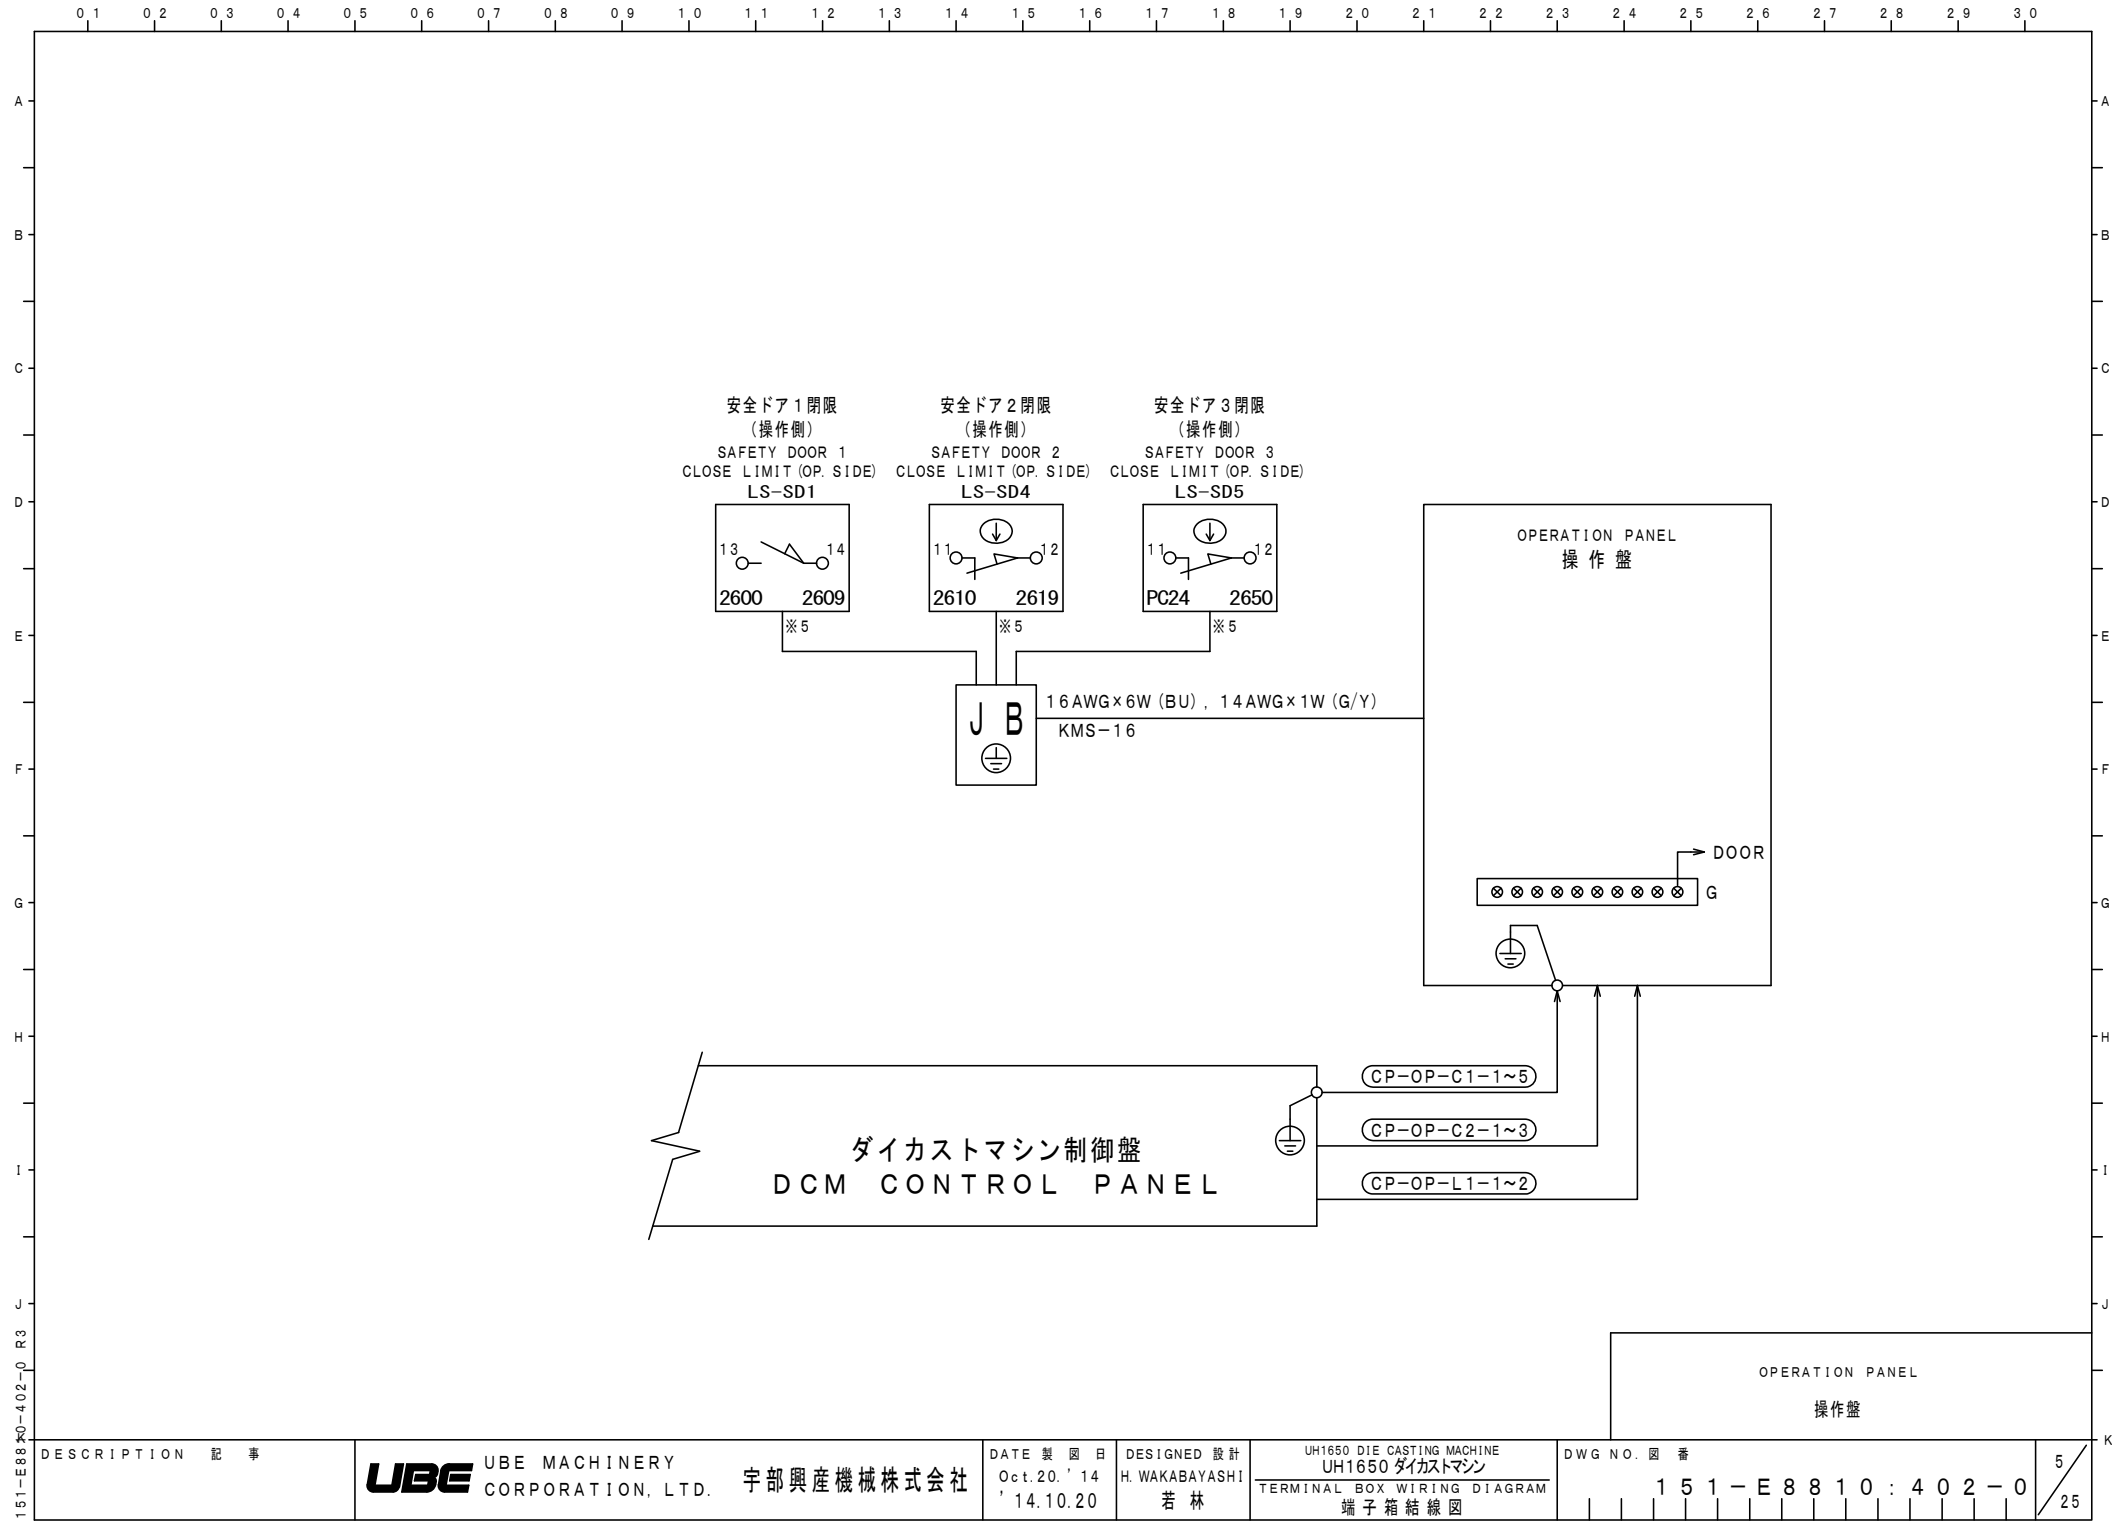 01 02 03 04 05 06 07 08 09 10 11 12 13 14 15 16 17 18 19 20 21 22 23 24 25 26 27 28 29 30
A A
B B
C C
安全ドア1閉限
(操作側)
SAFETY DOOR 1
CLOSE LIMIT(OP. SIDE)
LS-SD1
13 14
2600 2609
※5
安全ドア2閉限
(操作側)
SAFETY DOOR 2
CLOSE LIMIT(OP. SIDE)
LS-SD4
11 12
2610 2619
※5
安全ドア3閉限
(操作側)
SAFETY DOOR 3
CLOSE LIMIT(OP. SIDE)
LS-SD5
11 12
PC24 2650
※5
D D
OPERATION PANEL
操作盤
E E
JB
16AWG×6W(BU), 14AWG×1W(G/Y)
KMS-16
F F
DOOR
G
G G
H H
CP-OP-C1-1~5
CP-OP-C2-1~3
CP-OP-L1-1~2
ダイカストマシン制御盤
DCM CONTROL PANEL
I I
J J
OPERATION PANEL
操作盤
K K
151-E8810-402-0 R3
DESCRIPTION 記 事
UBE
UBE MACHINERY
CORPORATION, LTD.
宇部興産機械株式会社
DATE 製 図 日
Oct.20.'14
'14.10.20
DESIGNED 設計
H. WAKABAYASHI
若 林
UH1650 DIE CASTING MACHINE
UH1650 ダイカストマシン
TERMINAL BOX WIRING DIAGRAM
端子箱結線図
DWG NO. 図 番
151-E8810:402-0
5/25